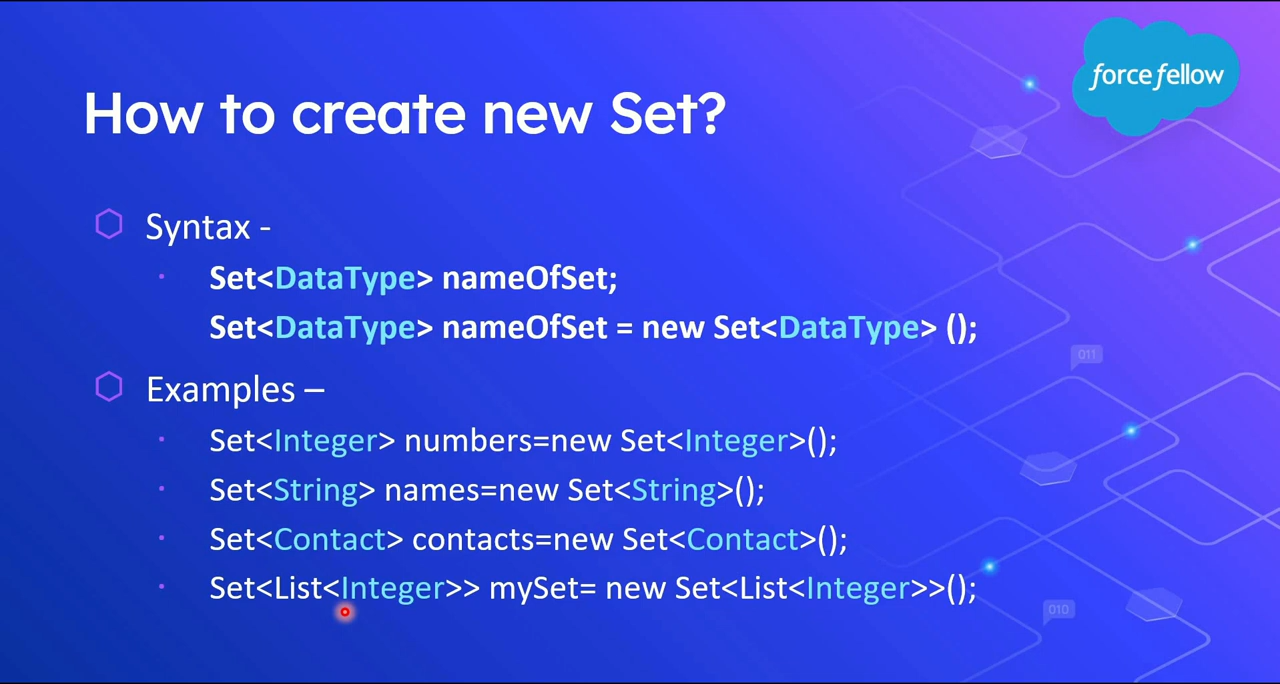 force fellow
How to create new Set?
Syntax -
Set<DataType> nameOfSet;
Set<DataType> nameOfSet = new Set<DataType> ();
Examples –
Set<Integer> numbers=new Set<Integer>();
Set<String> names=new Set<String>();
Set<Contact> contacts=new Set<Contact>();
Set<List<Integer>> mySet= new Set<List<Integer>>();
011
010